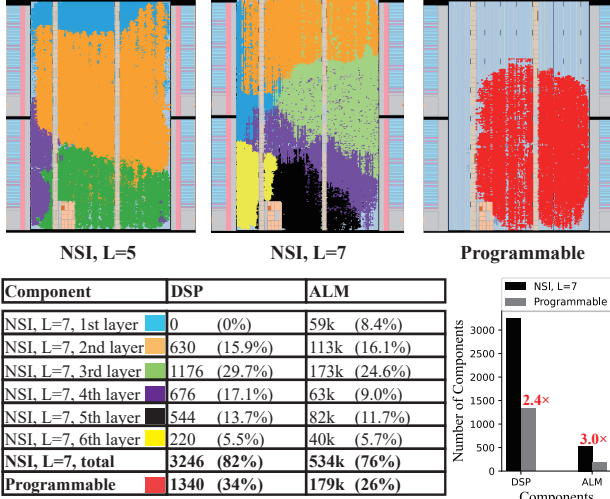 NSI, L=5 NSI, L=7 Programmable
Component DSP ALM
NSI, L=7, 1st layer 0 (0%) 59k (8.4%)
NSI, L=7, 2nd layer 630 (15.9%) 113k (16.1%)
NSI, L=7, 3rd layer 1176 (29.7%) 173k (24.6%)
NSI, L=7, 4th layer 676 (17.1%) 63k (9.0%)
NSI, L=7, 5th layer 544 (13.7%) 82k (11.7%)
NSI, L=7, 6th layer 220 (5.5%) 40k (5.7%)
NSI, L=7, total 3246 (82%) 534k (76%)
Programmable 1340 (34%) 179k (26%)
NSI, L=7
Programmable
Number of Components
3000
2500
2000
1500
1000
500
0
2.4×
3.0×
DSP ALM
Components